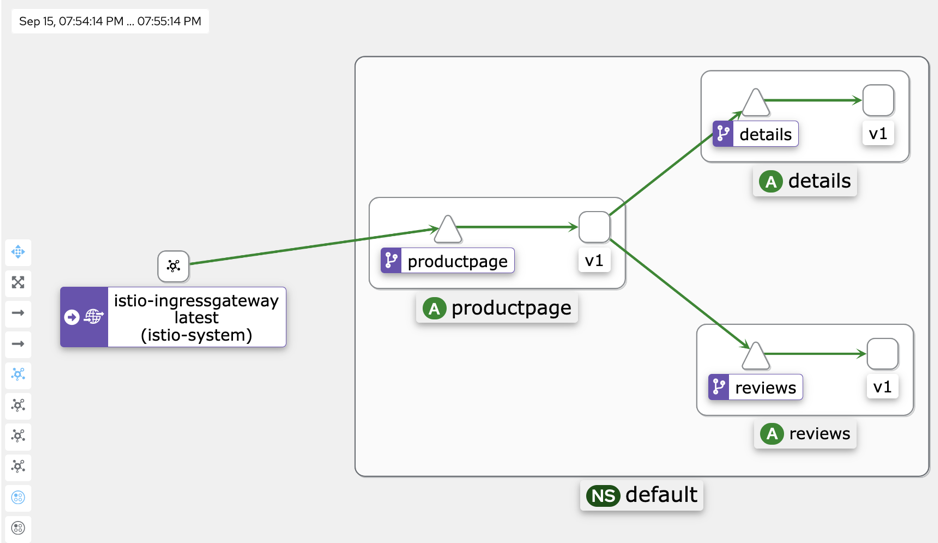 Sep 15, 07:54:14 PM ... 07:55:14 PM
details
v1
A details
productpage
v1
A productpage
istio-ingressgateway
latest
(istio-system)
reviews
v1
A reviews
NS default